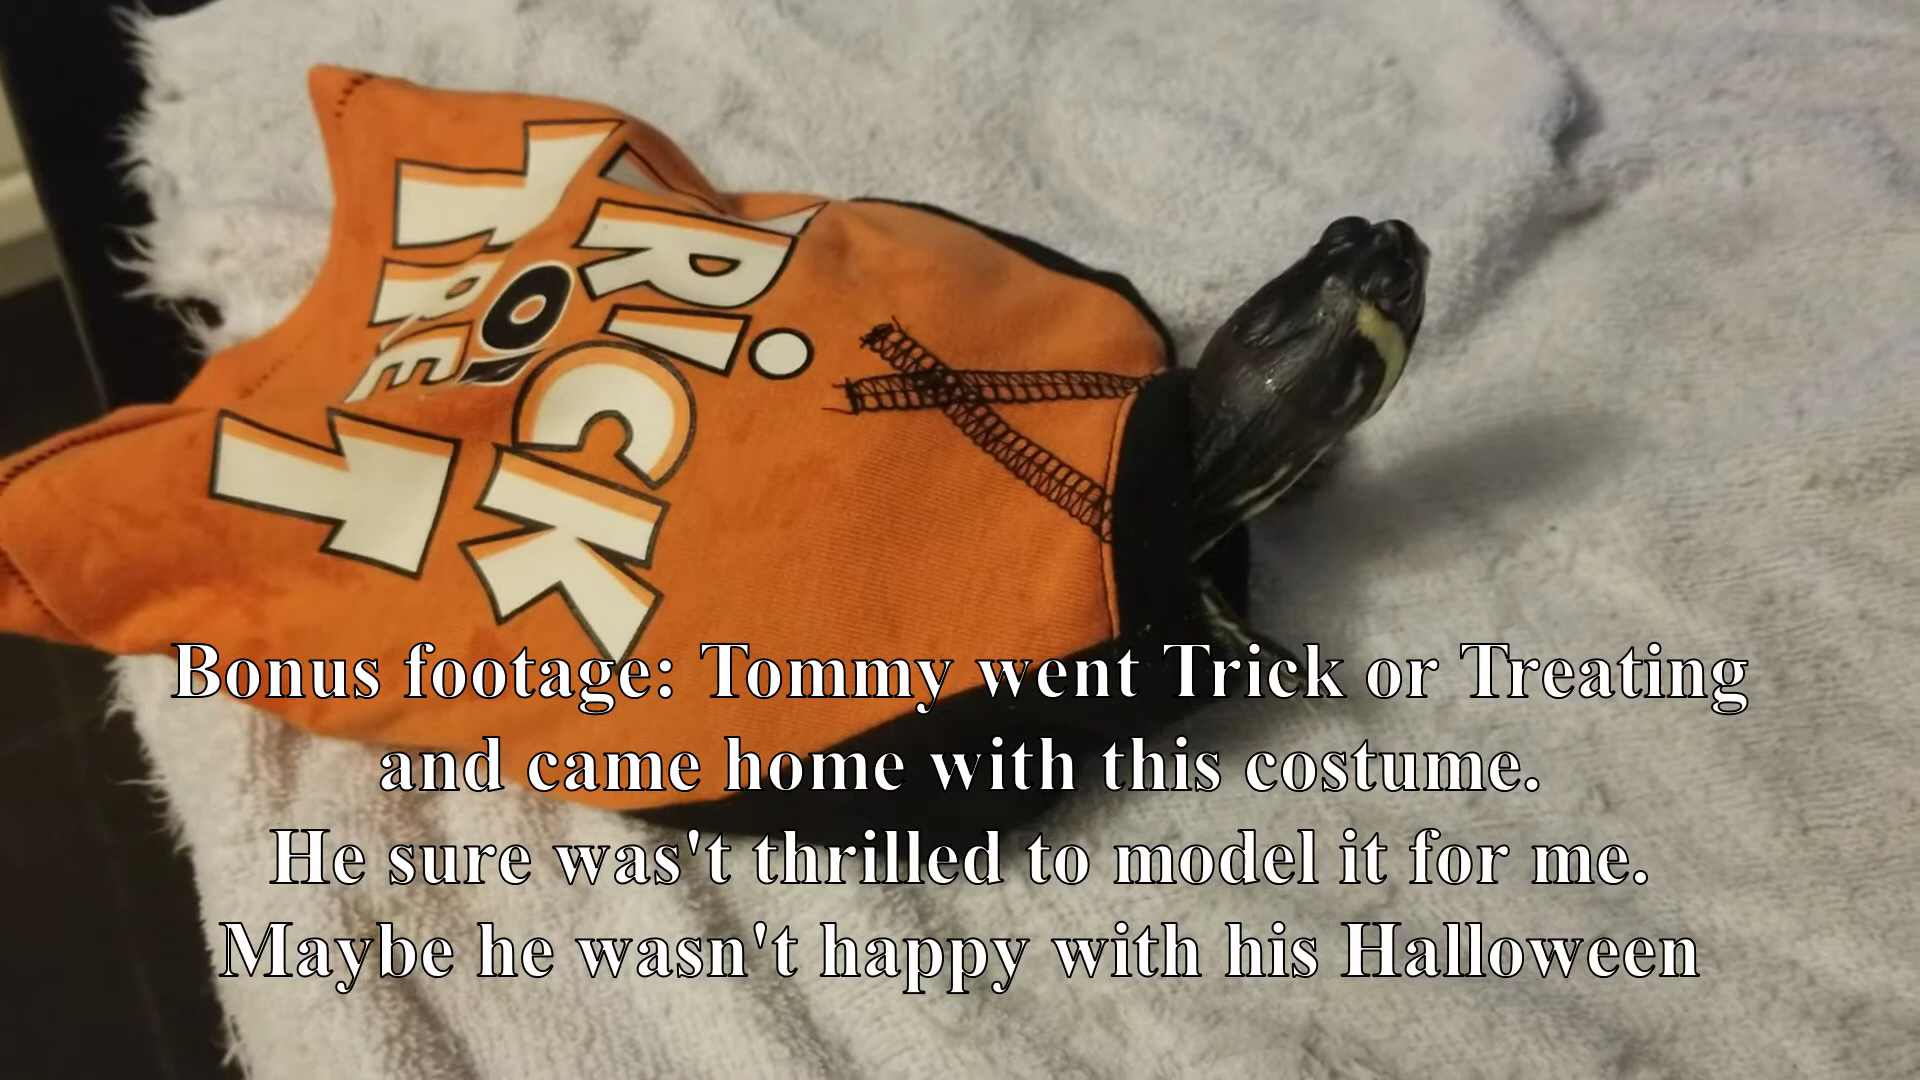 TRiCK
OR
TREAT
Bonus footage: Tommy went Trick or Treating
and came home with this costume.
He sure was't thrilled to model it for me.
Maybe he wasn't happy with his Halloween